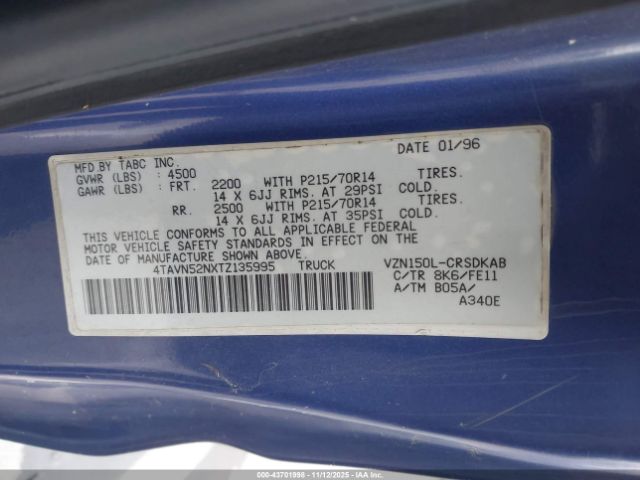 MFD BY TABC INC. DATE 01/96
GVWR (LBS) : 4500
GAWR (LBS) : FRT. 2200 WITH P215/70R14 TIRES.
14 X 6JJ RIMS. AT 29PSI COLD.
RR. 2500 WITH P215/70R14 TIRES.
14 X 6JJ RIMS. AT 35PSI COLD.
THIS VEHICLE CONFORMS TO ALL APPLICABLE FEDERAL
MOTOR VEHICLE SAFETY STANDARDS IN EFFECT ON THE
DATE OF MANUFACTURE SHOWN ABOVE.
4TAVN52NXTZ135995 TRUCK VZN150L-CRSDKAB
C/TR 8K6/FE11
A/TM B05A/
A340E
000-43701998 - 11/12/2025 - IAAI.COM